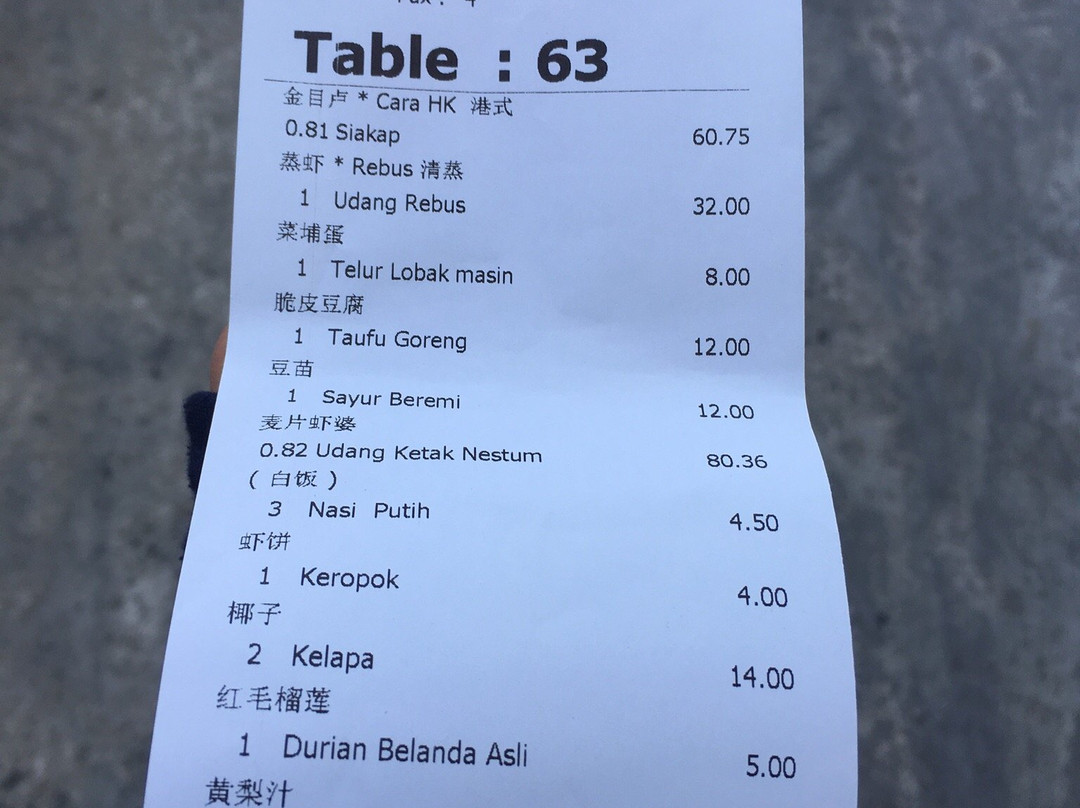 Table : 63
金目卢 * Cara HK 港式
0.81 Siakap 60.75
蒸虾 * Rebus 清蒸
1 Udang Rebus 32.00
菜埔蛋
1 Telur Lobak masin 8.00
脆皮豆腐
1 Taufu Goreng 12.00
豆苗
1 Sayur Beremi 12.00
麦片虾婆
0.82 Udang Ketak Nestum 80.36
( 白饭 )
3 Nasi Putih 4.50
虾饼
1 Keropok 4.00
椰子
2 Kelapa 14.00
红毛榴莲
1 Durian Belanda Asli 5.00
黄梨汁